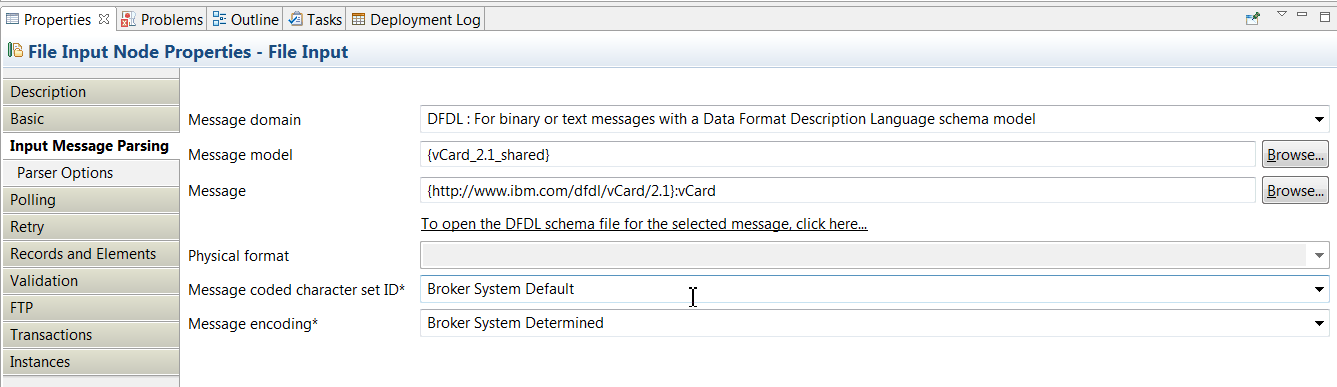 Properties Problems Outline Tasks Deployment Log
File Input Node Properties - File Input
Description
Basic
Input Message Parsing
Parser Options
Polling
Retry
Records and Elements
Validation
FTP
Transactions
Instances
Message domain DFDL : For binary or text messages with a Data Format Description Language schema model
Message model {vCard_2.1_shared} Browse...
Message {http://www.ibm.com/dfdl/vCard/2.1}:vCard Browse...
To open the DFDL schema file for the selected message, click here...
Physical format
Message coded character set ID* Broker System Default
Message encoding* Broker System Determined